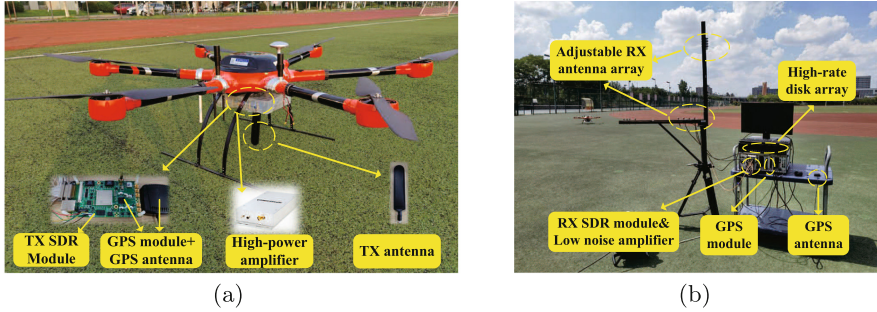 TX SDR
Module
GPS module+
GPS antenna
High-power
amplifier
TX antenna
(a)
Adjustable RX
antenna array
High-rate
disk array
RX SDR module&
Low noise amplifier
GPS
module
GPS
antenna
(b)